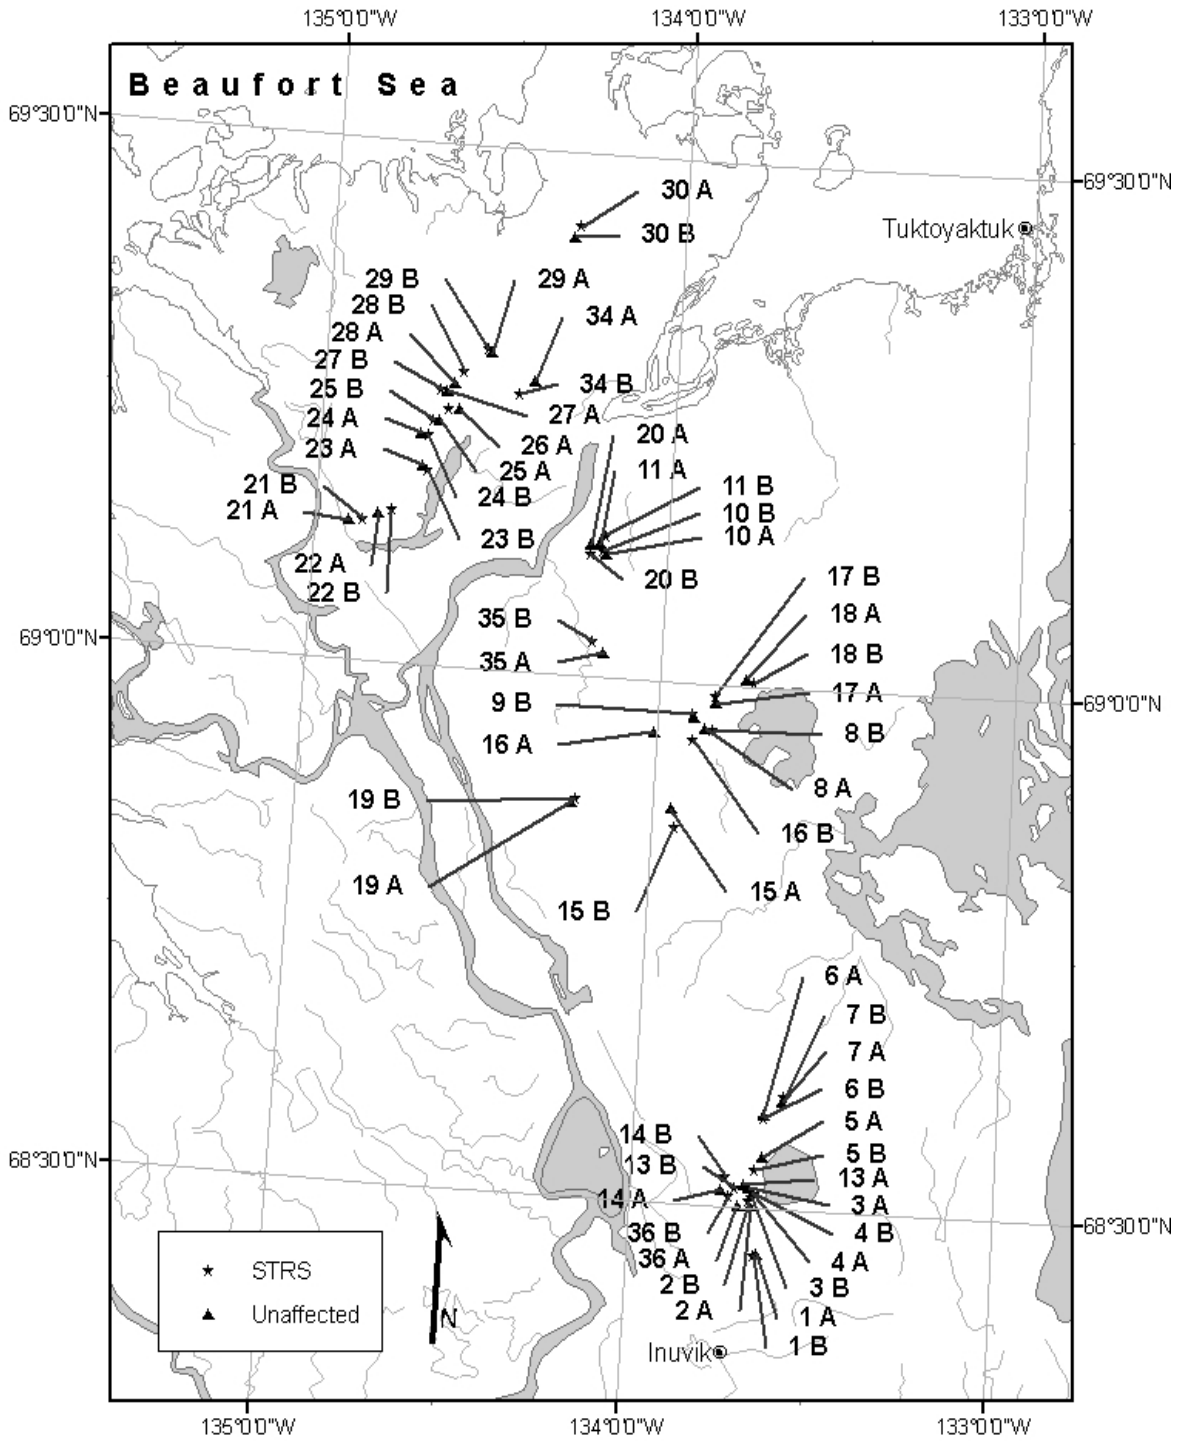 135°0'0"W
134°0'0"W
133°0'0"W
Beaufort Sea
69°30'0"N
69°30'0"N
30 A
Tuktoyaktuk
30 B
29 B
29 A
28 B
34 A
28 A
27 B
34 B
25 B
27 A
24 A
20 A
26 A
23 A
25 A
11 A
21 B
11 B
24 B
21 A
10 B
10 A
23 B
22 A
20 B
17 B
22 B
18 A
35 B
69°0'0"N
18 B
35 A
17 A
9 B
69°0'0"N
8 B
16 A
8 A
19 B
16 B
19 A
15 A
15 B
6 A
7 B
7 A
6 B
5 A
14 B
5 B
68°30'0"N
13 B
13 A
14 A
3 A
68°30'0"N
36 B
4 B
36 A
4 A
STRS
2 B
3 B
2 A
1 A
Unaffected
N
1 B
Inuvik
135°0'0"W
134°0'0"W
133°0'0"W